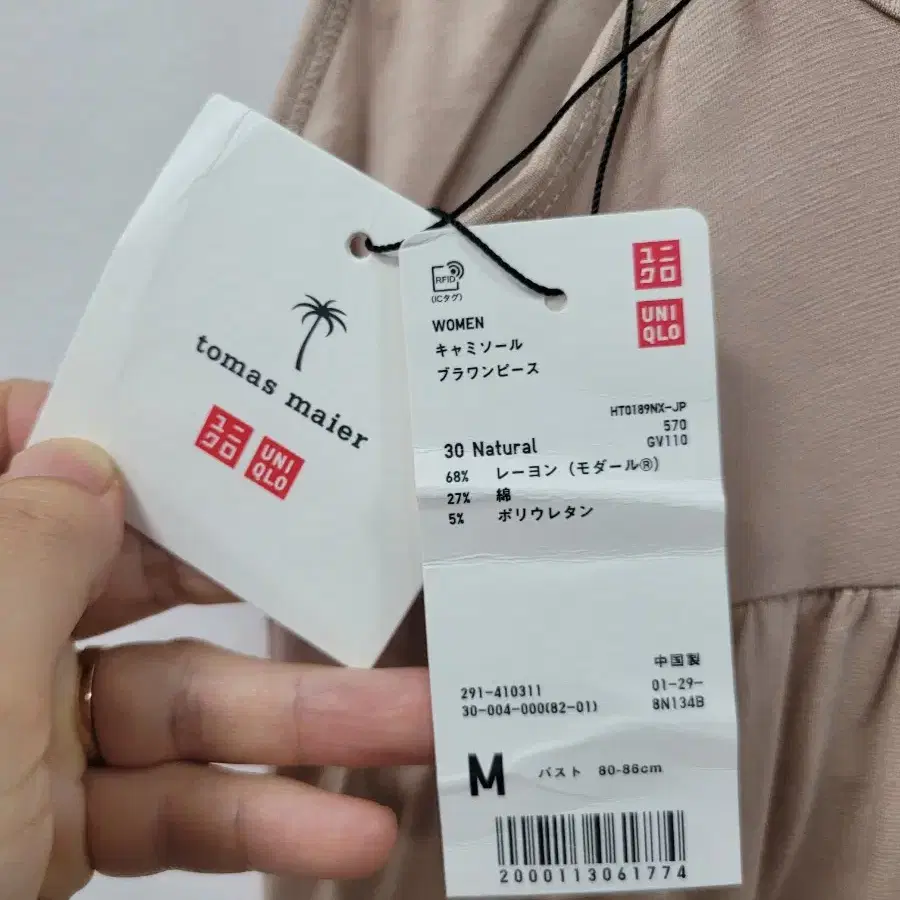 tomas maier
ユニ
クロ
UNI
QLO
RFID
(ICタグ)
ユニ
クロ
UNI
QLO
WOMEN
キャミソール
ブラワンピース
HT0189NX-JP
570
GV110
30 Natural
68% レーヨン (モダール®)
27% 綿
5% ポリウレタン
中国製
291-410311 01-29-
30-004-000(82-01) 8N134B
M バスト 80-86cm
2000113061774